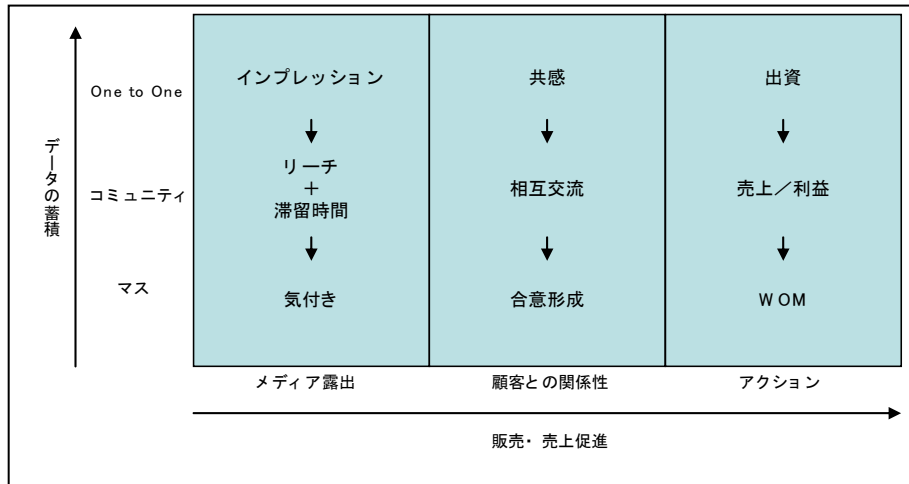 One to One
インプレッション
共感
出資
データの蓄積
コミュニティ
リーチ
＋
滞留時間
相互交流
売上／利益
マス
気付き
合意形成
WOM
メディア露出
顧客との関係性
アクション
販売・売上促進